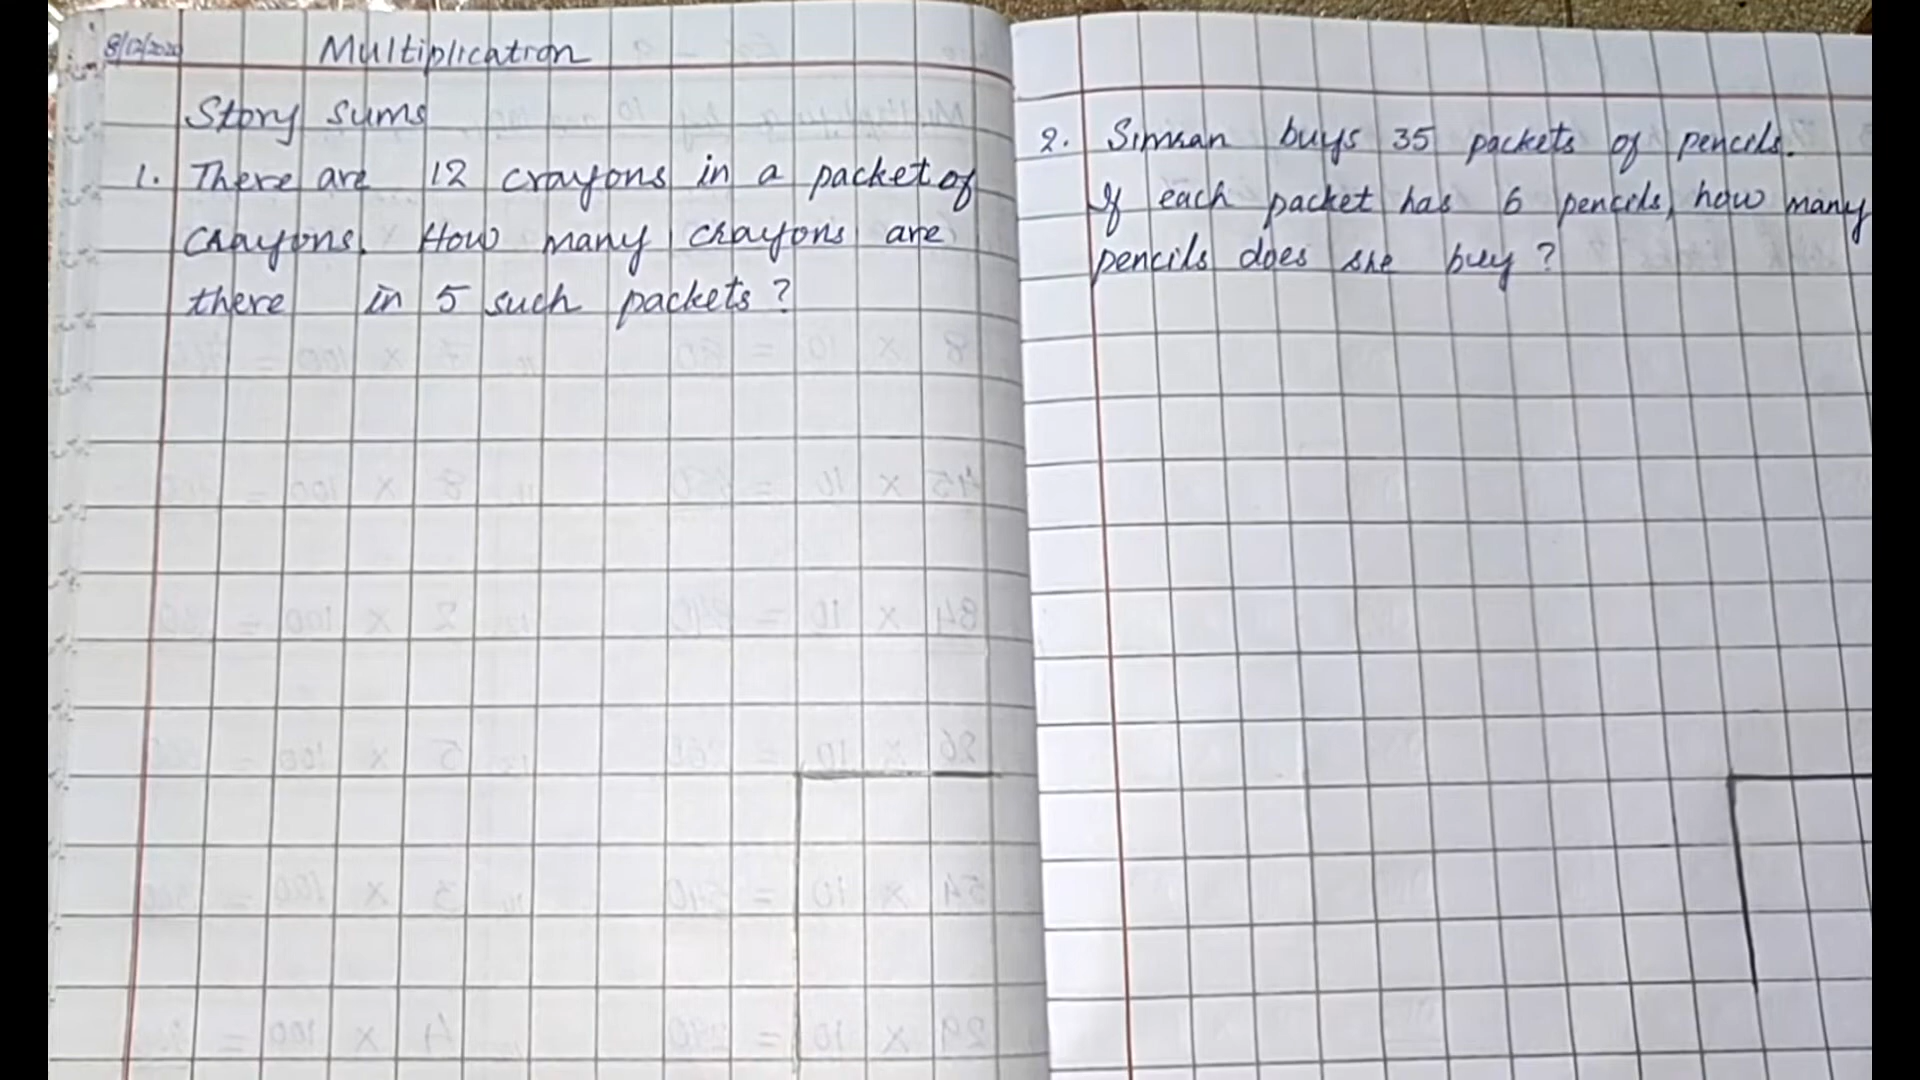 8/12/2020 Multiplication
Story sums
1. There are 12 crayons in a packet of
crayons. How many crayons are
there in 5 such packets?
2. Simran buys 35 packets of pencils.
If each packet has 6 pencils, how many
pencils does she buy?